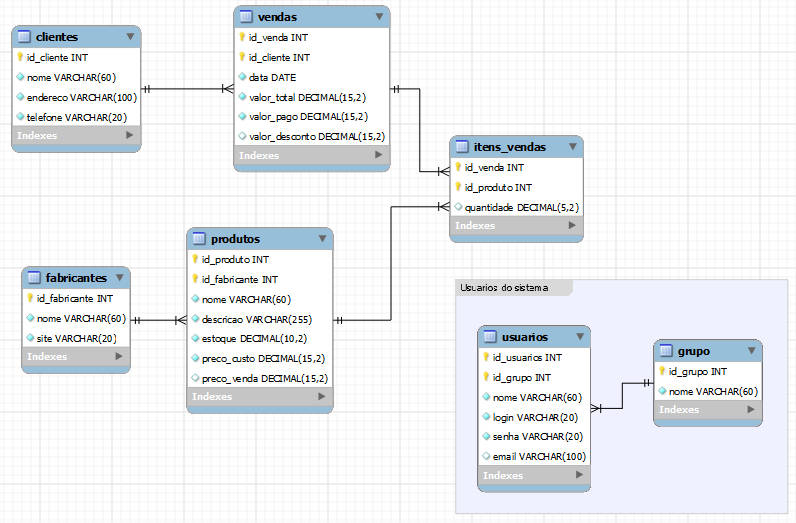 clientes
id_cliente INT
nome VARCHAR(60)
endereco VARCHAR(100)
telefone VARCHAR(20)
Indexes
vendas
id_venda INT
id_cliente INT
data DATE
valor_total DECIMAL(15,2)
valor_pago DECIMAL(15,2)
valor_desconto DECIMAL(15,2)
Indexes
itens_vendas
id_venda INT
id_produto INT
quantidade DECIMAL(5,2)
Indexes
produtos
id_produto INT
id_fabricante INT
nome VARCHAR(60)
descricao VARCHAR(255)
estoque DECIMAL(10,2)
preco_custo DECIMAL(15,2)
preco_venda DECIMAL(15,2)
Indexes
fabricantes
id_fabricante INT
nome VARCHAR(60)
site VARCHAR(20)
Indexes
Usuarios do sistema
usuarios
id_usuarios INT
id_grupo INT
nome VARCHAR(60)
login VARCHAR(20)
senha VARCHAR(20)
email VARCHAR(100)
Indexes
grupo
id_grupo INT
nome VARCHAR(60)
Indexes